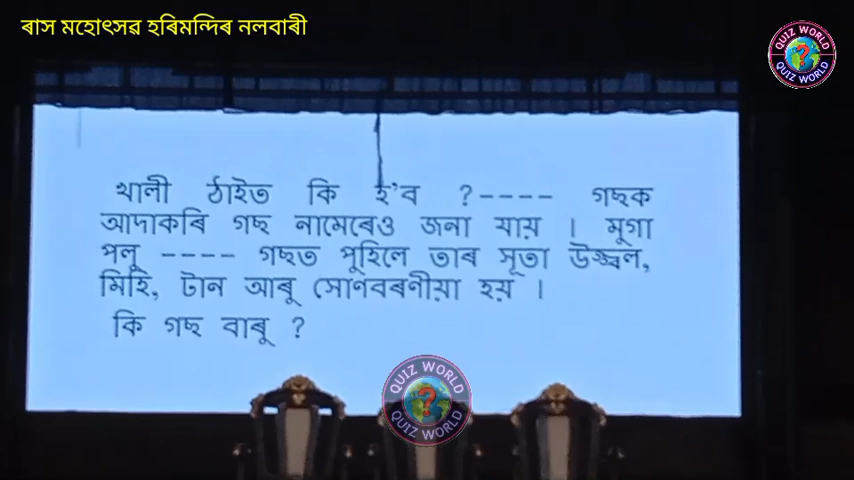 ৰাস মহোৎসৱ হৰিমন্দিৰ নলবাৰী
QUIZ WORLD
QUIZ WORLD
খালী ঠাইত কি হ'ব ?---- গছক
আদাকৰি গছ নামেৰেও জনা যায় । মুগা
পলু ---- গছত পুহিলে তাৰ সূতা উজ্জ্বল,
মিহি, টান আৰু সোণবৰণীয়া হয় ।
কি গছ বাৰু ?
QUIZ WORLD
QUIZ WORLD